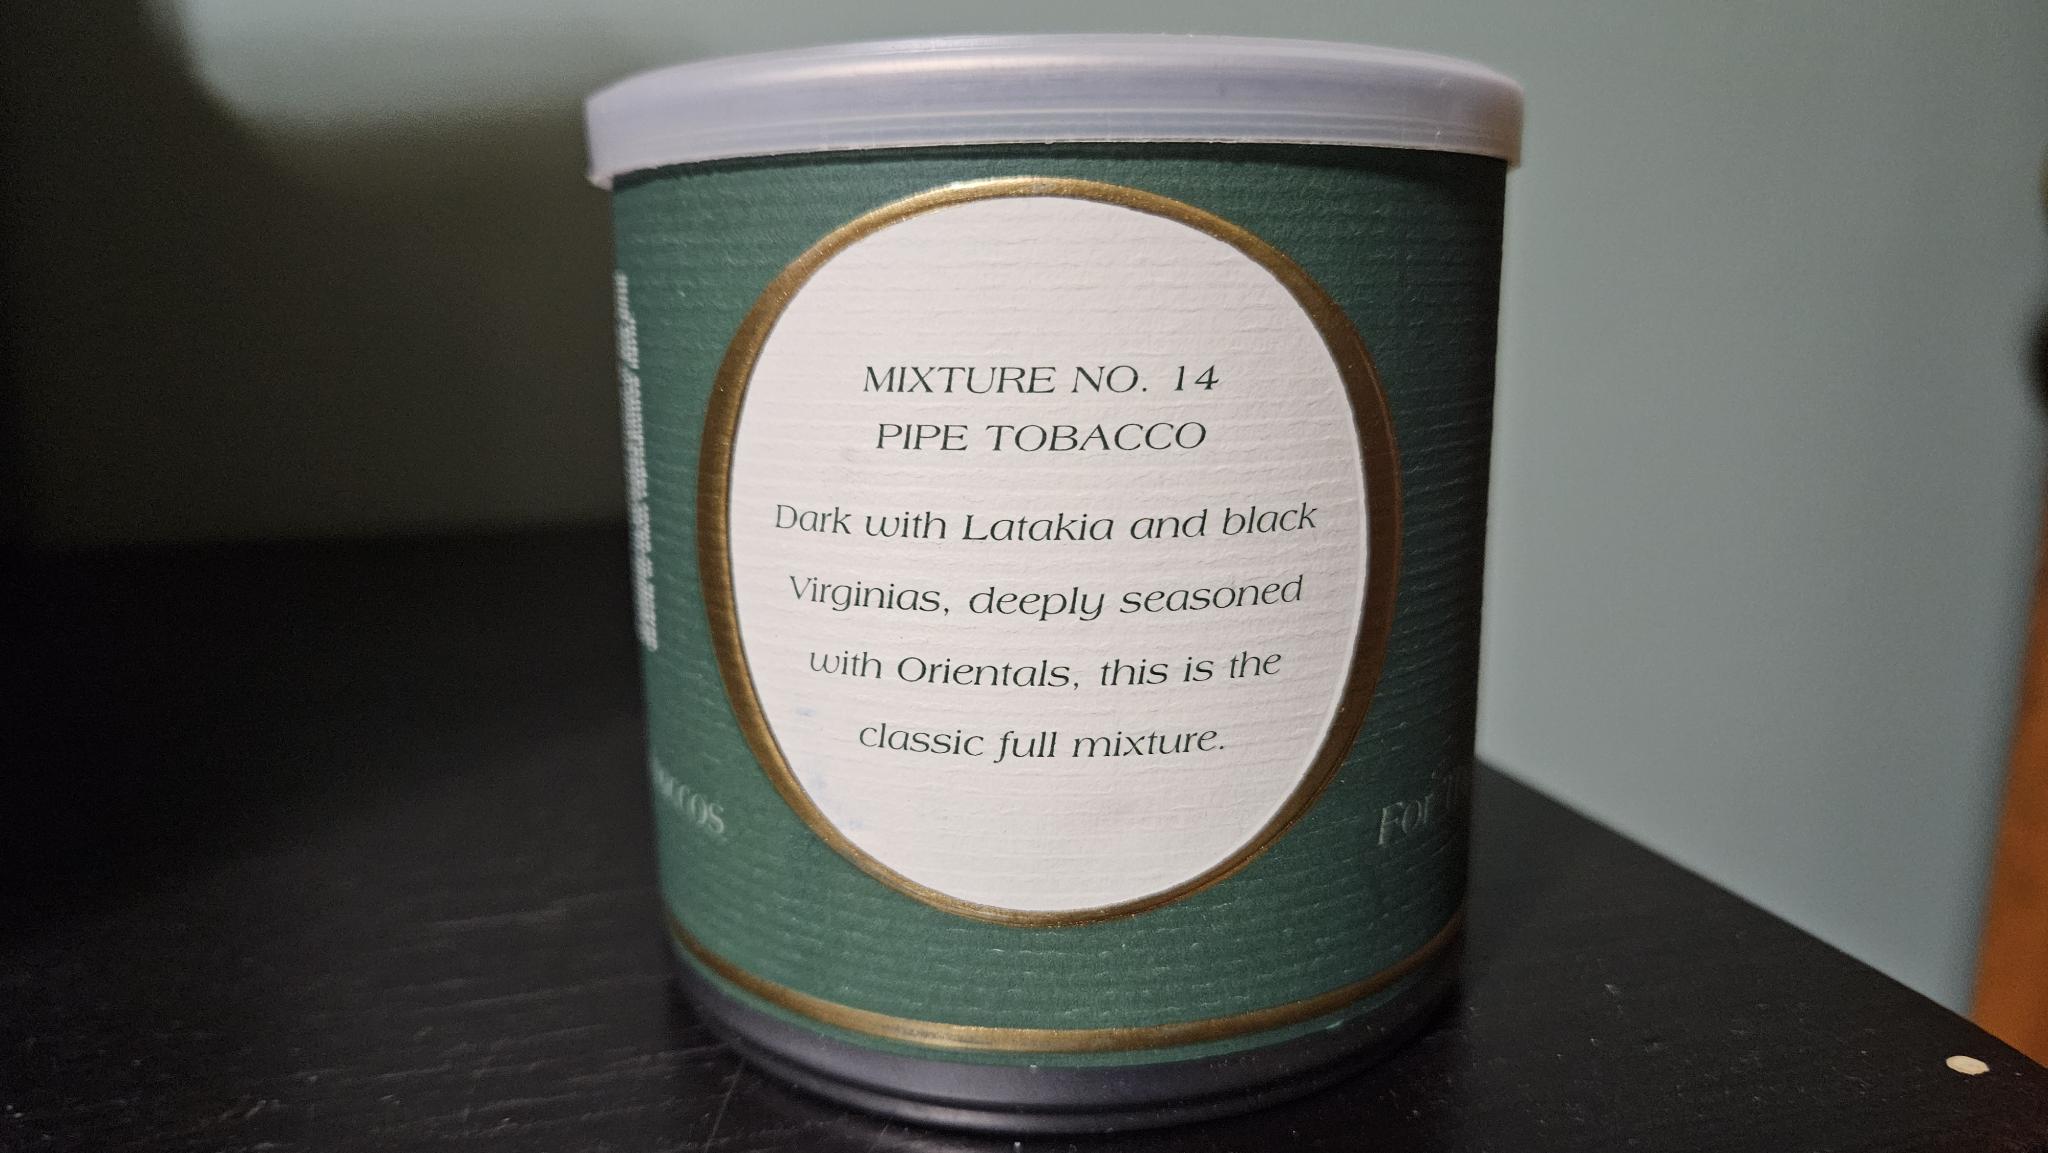 MIXTURE NO. 14
PIPE TOBACCO
Dark with Latakia and black
Virginias, deeply seasoned
with Orientals, this is the
classic full mixture.